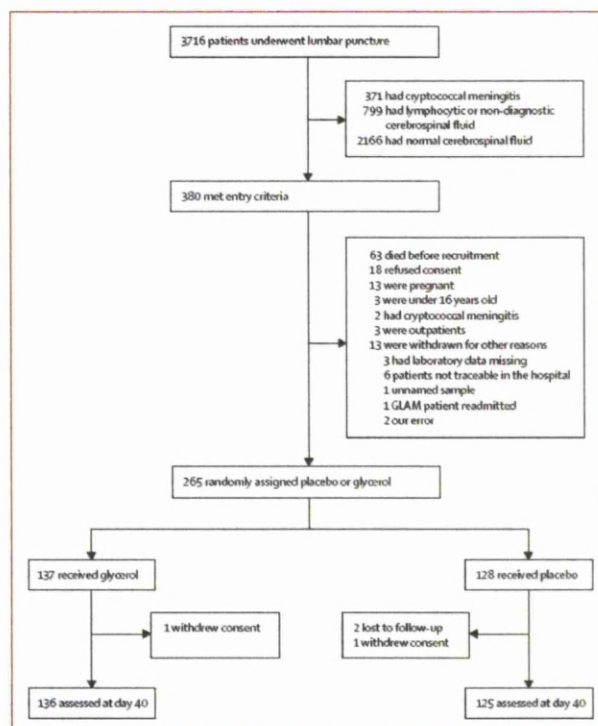 3716 patients underwent lumbar puncture
371 had cryptococcal meningitis
799 had lymphocytic or non-diagnostic
cerebrospinal fluid
2166 had normal cerebrospinal fluid
380 met entry criteria
63 died before recruitment
18 refused consent
13 were pregnant
3 were under 16 years old
2 had cryptococcal meningitis
3 were outpatients
13 were withdrawn for other reasons
3 had laboratory data missing
6 patients not traceable in the hospital
1 unnamed sample
1 GLAM patient readmitted
2 our error
265 randomly assigned placebo or glycerol
137 received glycerol
128 received placebo
1 withdrew consent
2 lost to follow-up
1 withdrew consent
136 assessed at day 40
125 assessed at day 40